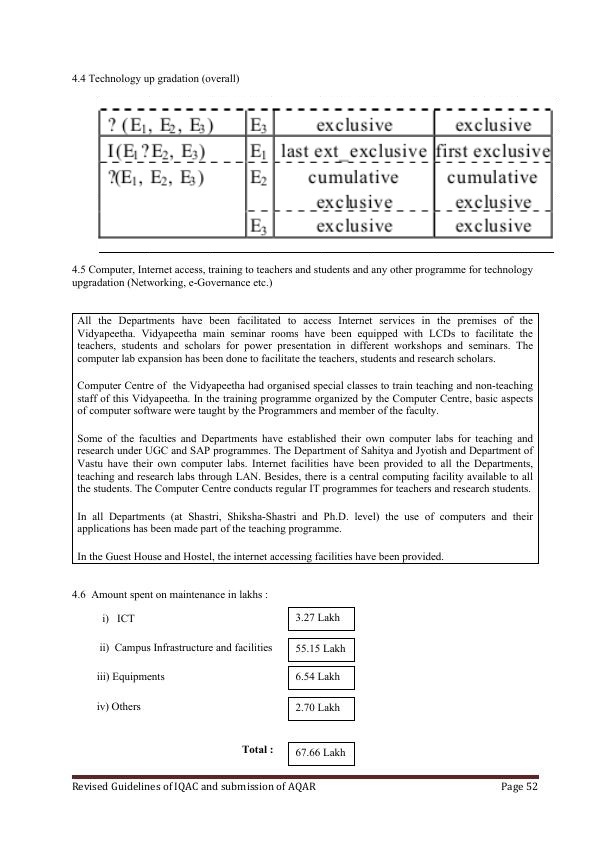 4.4 Technology up gradation (overall)
? (E1, E2, E3) E3 exclusive exclusive
I(E1?E2, E3) E1 last ext_exclusive first exclusive
?(E1, E2, E3) E2 cumulative cumulative
exclusive exclusive
E3 exclusive exclusive
4.5 Computer, Internet access, training to teachers and students and any other programme for technology
upgradation (Networking, e-Governance etc.)
All the Departments have been facilitated to access Internet services in the premises of the
Vidyapeetha. Vidyapeetha main seminar rooms have been equipped with LCDs to facilitate the
teachers, students and scholars for power presentation in different workshops and seminars. The
computer lab expansion has been done to facilitate the teachers, students and research scholars.
Computer Centre of the Vidyapeetha had organised special classes to train teaching and non-teaching
staff of this Vidyapeetha. In the training programme organized by the Computer Centre, basic aspects
of computer software were taught by the Programmers and member of the faculty.
Some of the faculties and Departments have established their own computer labs for teaching and
research under UGC and SAP programmes. The Department of Sahitya and Jyotish and Department of
Vastu have their own computer labs. Internet facilities have been provided to all the Departments,
teaching and research labs through LAN. Besides, there is a central computing facility available to all
the students. The Computer Centre conducts regular IT programmes for teachers and research students.
In all Departments (at Shastri, Shiksha-Shastri and Ph.D. level) the use of computers and their
applications has been made part of the teaching programme.
In the Guest House and Hostel, the internet accessing facilities have been provided.
4.6 Amount spent on maintenance in lakhs :
i) ICT 3.27 Lakh
ii) Campus Infrastructure and facilities 55.15 Lakh
iii) Equipments 6.54 Lakh
iv) Others 2.70 Lakh
Total : 67.66 Lakh
Revised Guidelines of IQAC and submission of AQAR Page 52